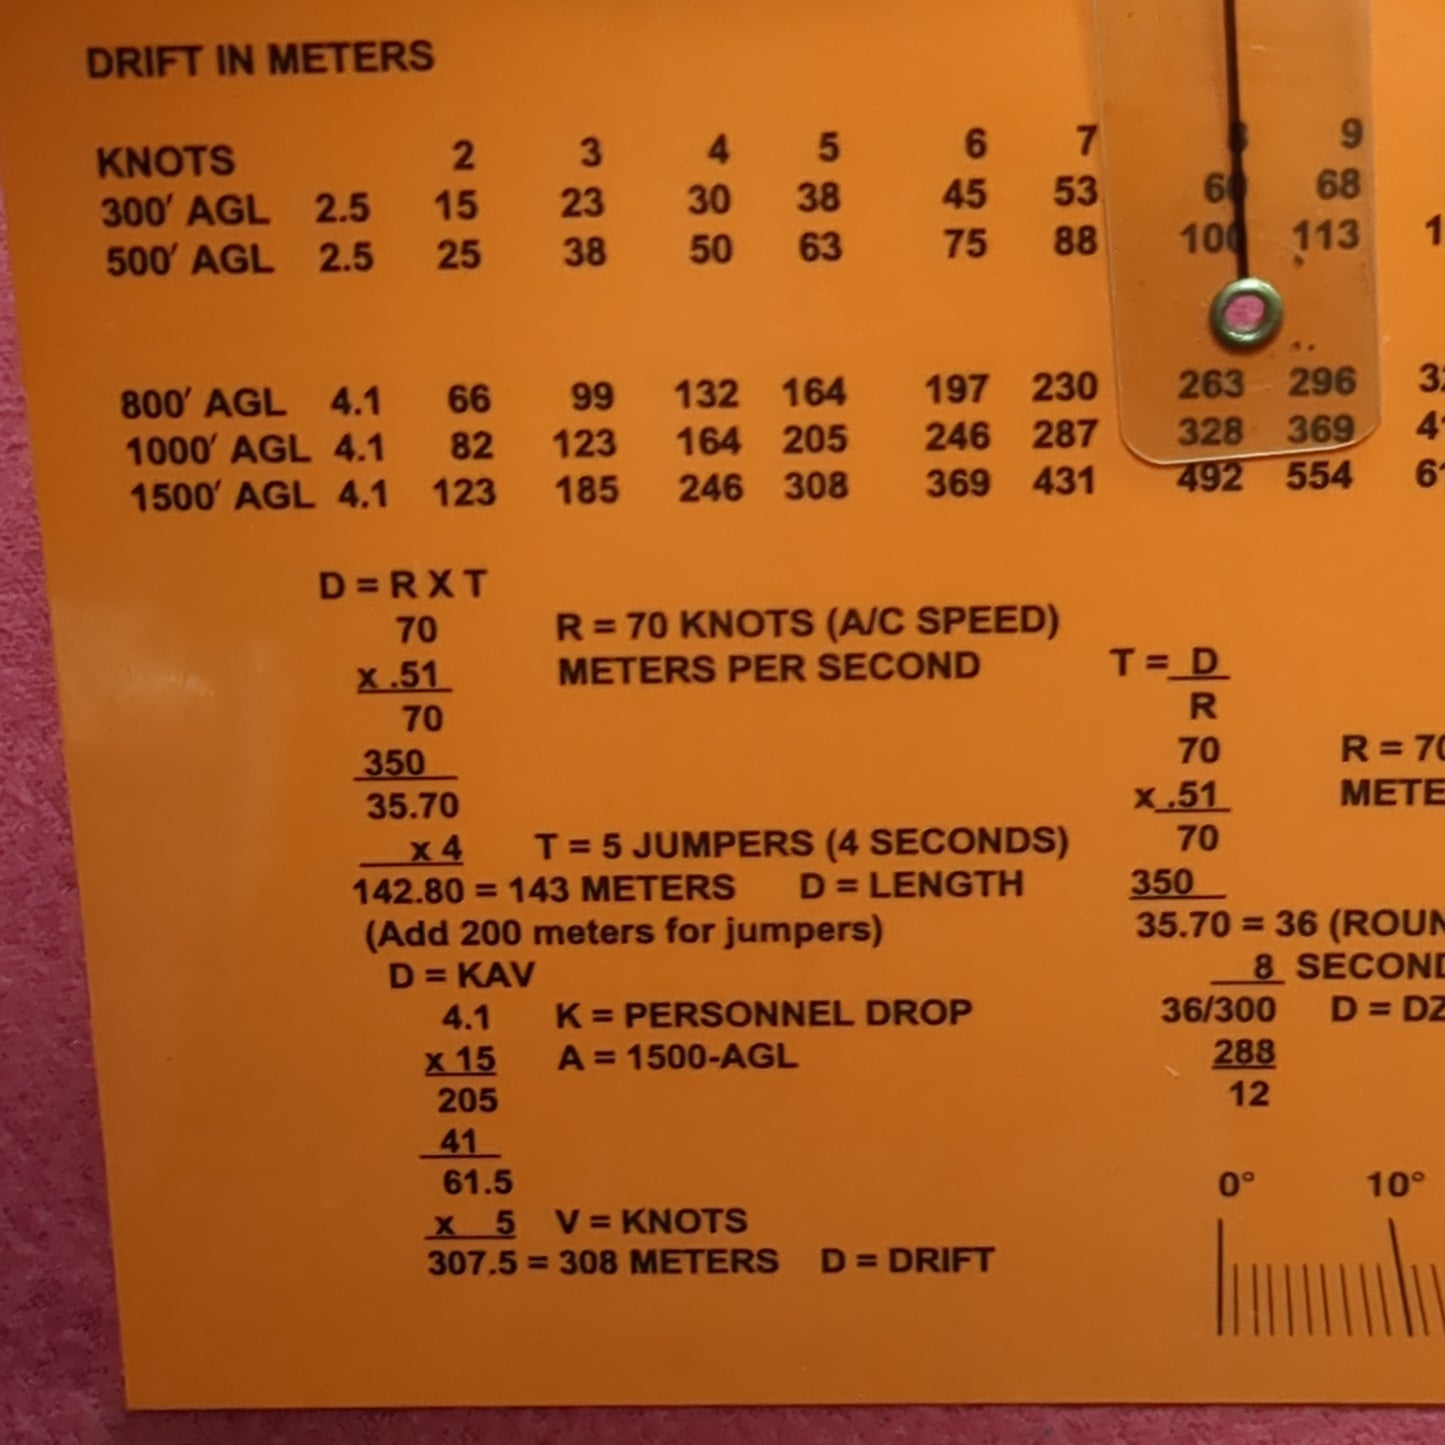 DRIFT IN METERS
KNOTS 2 3 4 5 6 7 8 9
300′ AGL 2.5 15 23 30 38 45 53 60 68
500′ AGL 2.5 25 38 50 63 75 88 100 113
800′ AGL 4.1 66 99 132 164 197 230 263 296
1000′ AGL 4.1 82 123 164 205 246 287 328 369
1500′ AGL 4.1 123 185 246 308 369 431 492 554
D = R X T
70 R = 70 KNOTS (A/C SPEED)
x .51 METERS PER SECOND
70
350
35.70
x 4 T = 5 JUMPERS (4 SECONDS)
142.80 = 143 METERS D = LENGTH
(Add 200 meters for jumpers)
D = KAV
4.1 K = PERSONNEL DROP
x 15 A = 1500-AGL
205
41
61.5
x 5 V = KNOTS
307.5 = 308 METERS D = DRIFT
T = D
R
70 R = 70
x .51
70
350
35.70 = 36
8
36/300 D =
288
12
0° 10°